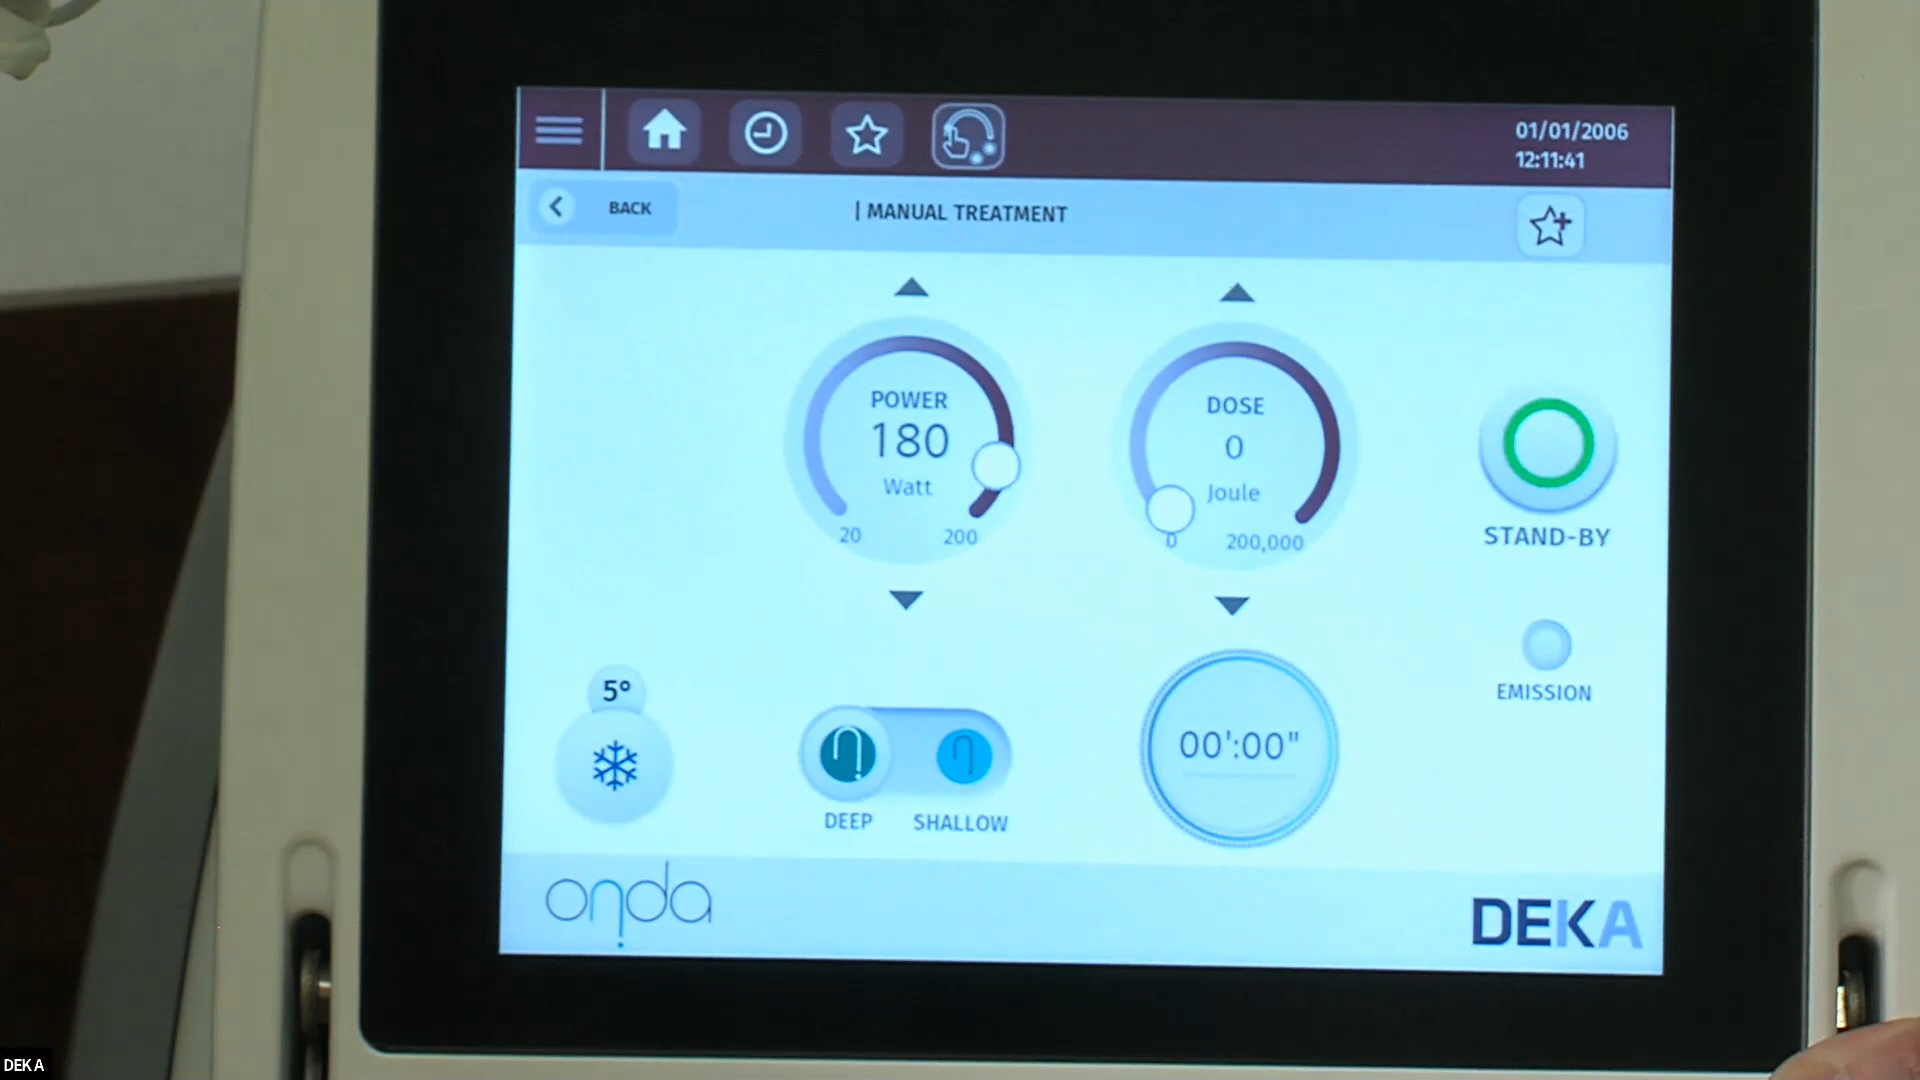 01/01/2006
12:11:41
BACK
| MANUAL TREATMENT
POWER
180
Watt
20
200
DOSE
0
Joule
0
200,000
STAND-BY
EMISSION
5°
DEEP
SHALLOW
00':00"
onda
DEKA
DEKA